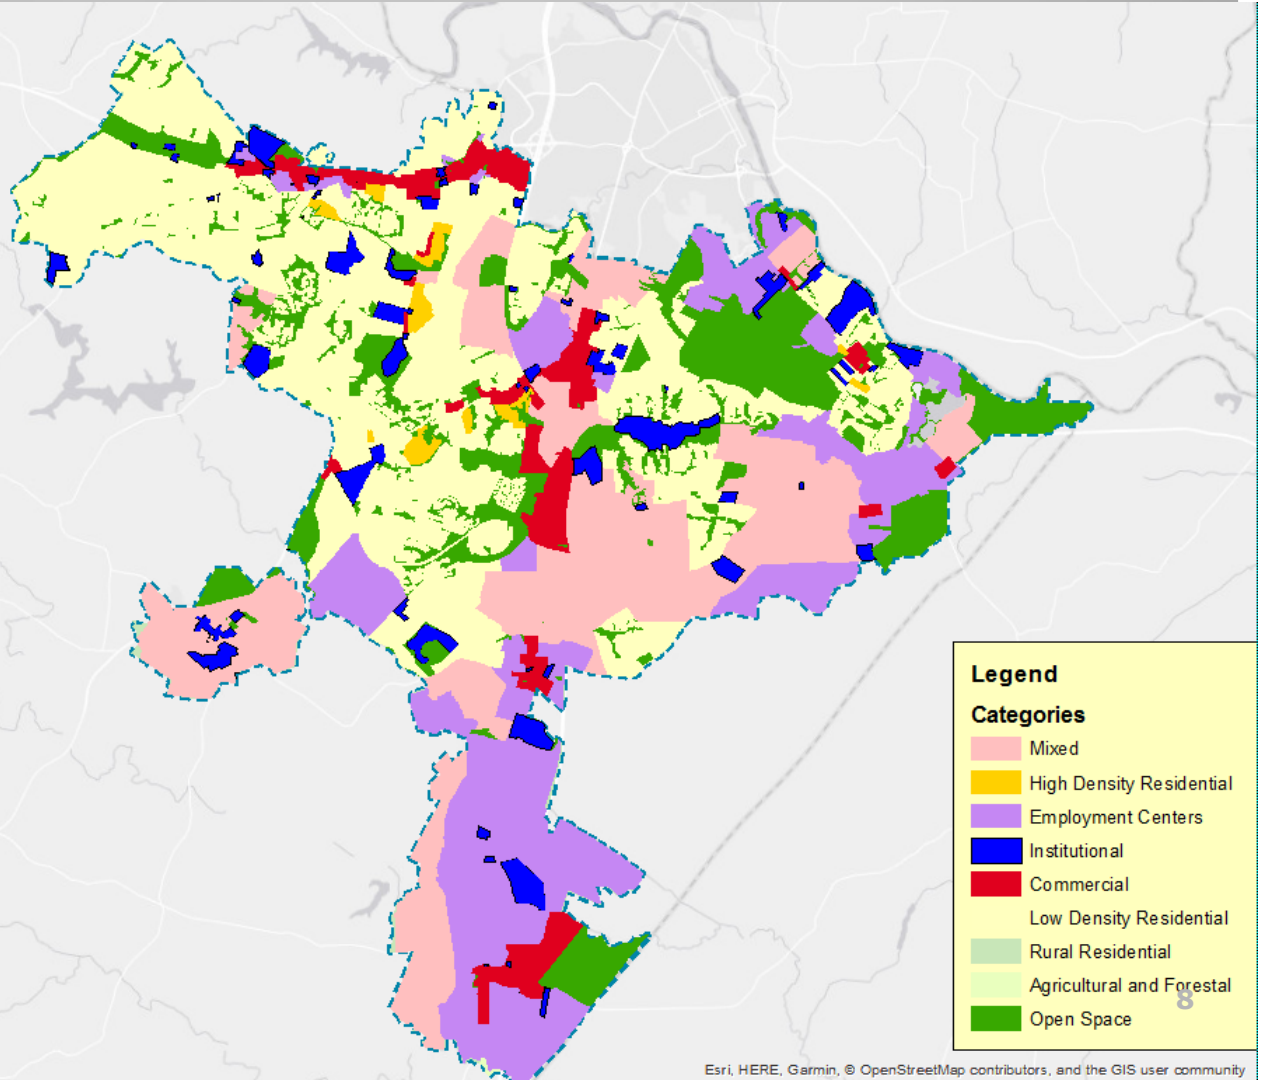 Legend
Categories
Mixed
High Density Residential
Employment Centers
Institutional
Commercial
Low Density Residential
Rural Residential
Agricultural and Forestal
8
Open Space
Esri, HERE, Garmin, © OpenStreetMap contributors, and the GIS user community